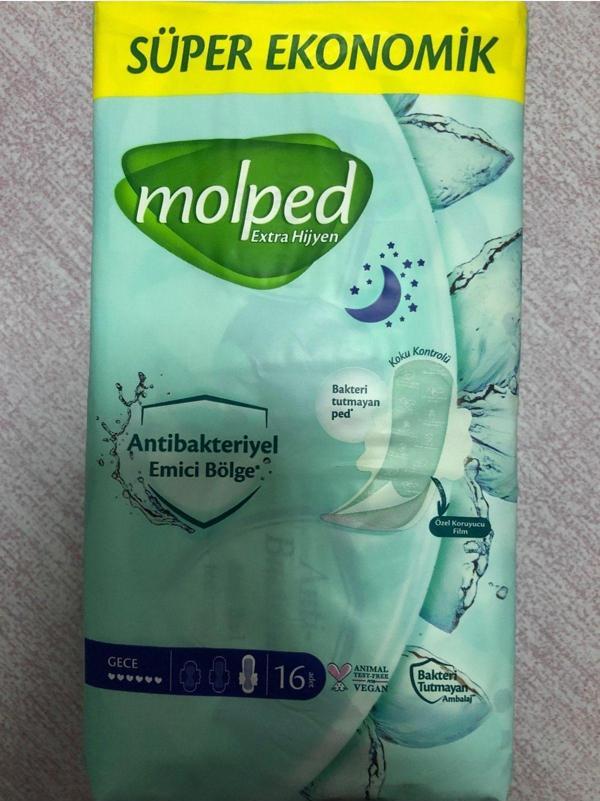 SÜPER EKONOMİK
molped
Extra Hijyen
Koku Kontrolü
Bakteri
tutmayan
ped*
Antibakteriyel
Emici Bölge*
Özel Koruyucu
Film
GECE
16 adet
ANIMAL
TEST-FREE
VEGAN
Bakteri
Tutmayan
Ambalaj